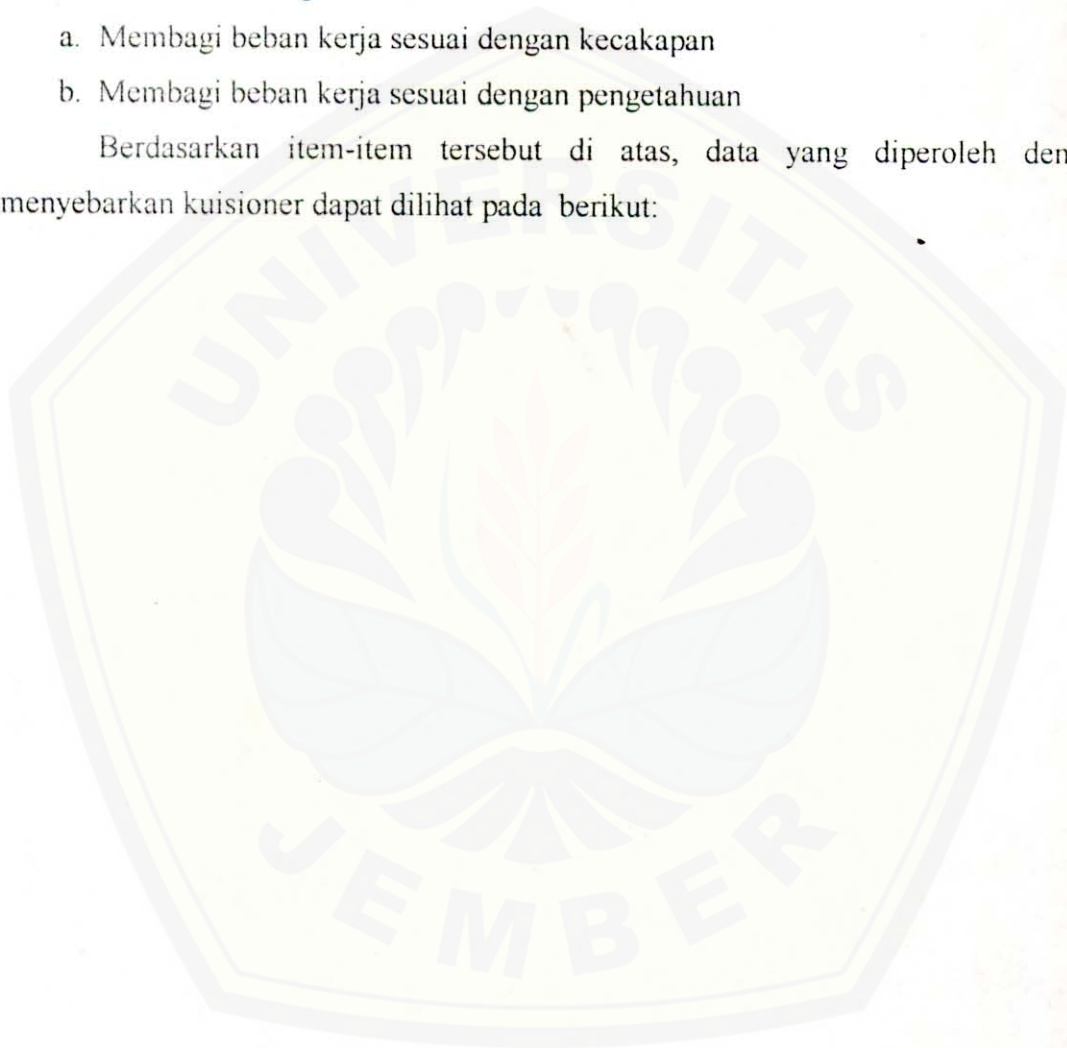 a. Membagi beban kerja sesuai dengan kecakapan
b. Membagi beban kerja sesuai dengan pengetahuan
Berdasarkan item-item tersebut di atas, data yang diperoleh den
menyebarkan kuisioner dapat dilihat pada berikut:
UNIVERSITAS
JEMBER